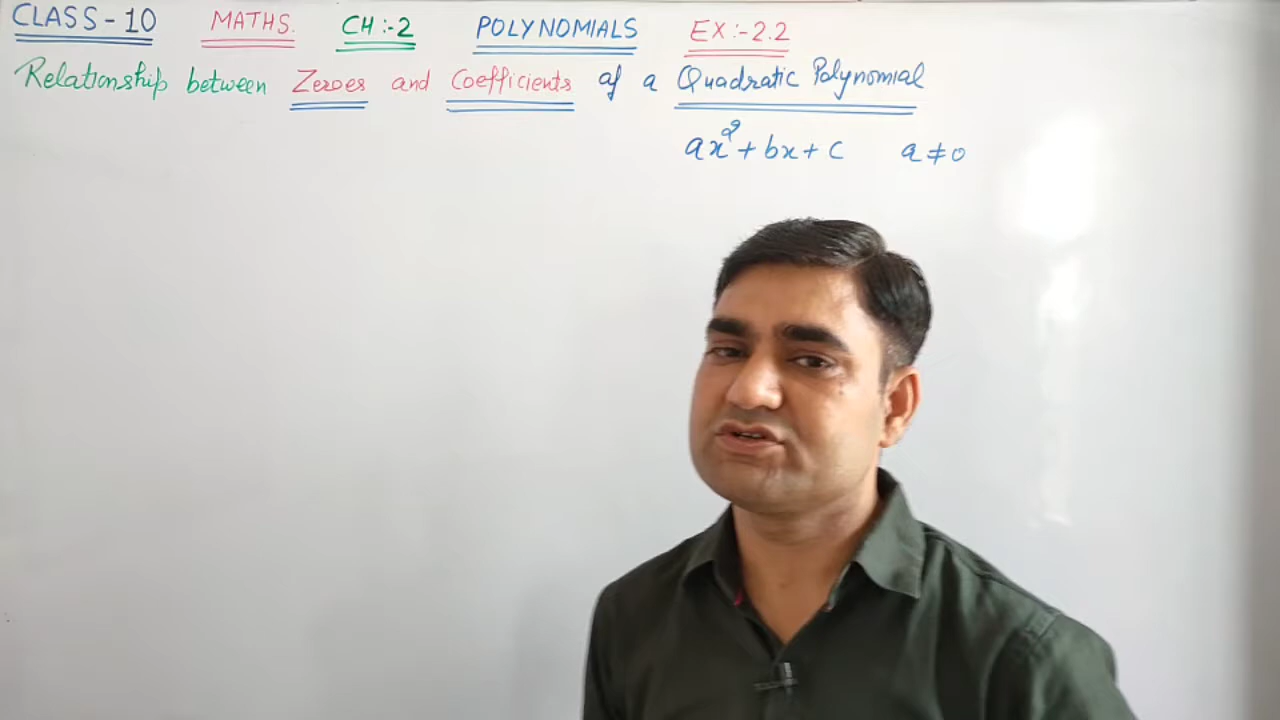 CLASS-10 MATHS. CH:-2 POLYNOMIALS EX:-2.2
Relationship between Zeroes and Coefficients of a Quadratic Polynomial
ax²+bx+c a≠0